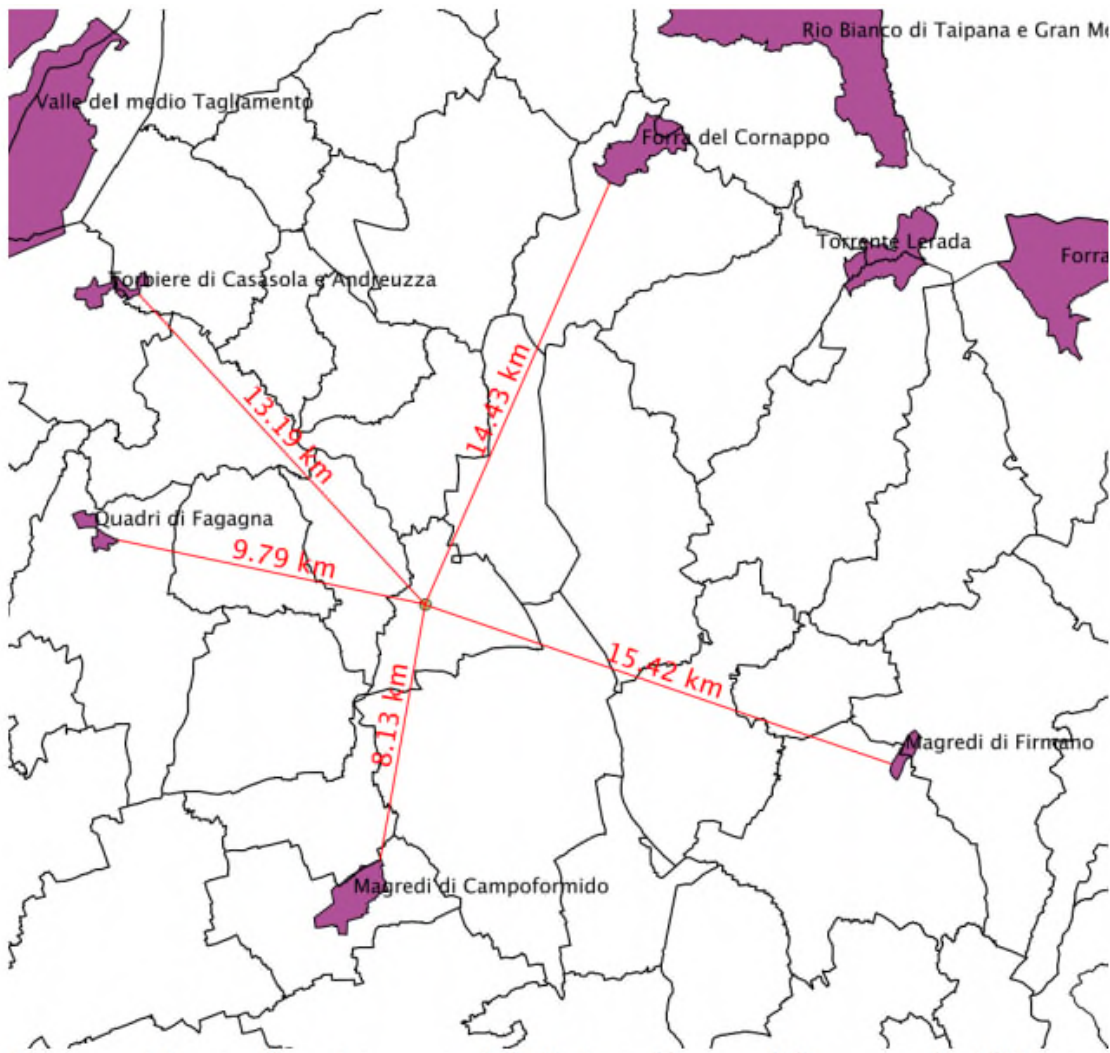 Rio Bianco di Taipana e Gran Mo
Valle del medio Tagliamento
Forra del Cornappo
Torrente Lerada
Forra
Torbiere di Casasola e Andreuzza
14.43 km
13.19 km
Quadri di Fagagna
9.79 km
15.42 km
8.13 km
Magredi di Firmano
Magredi di Campoformido